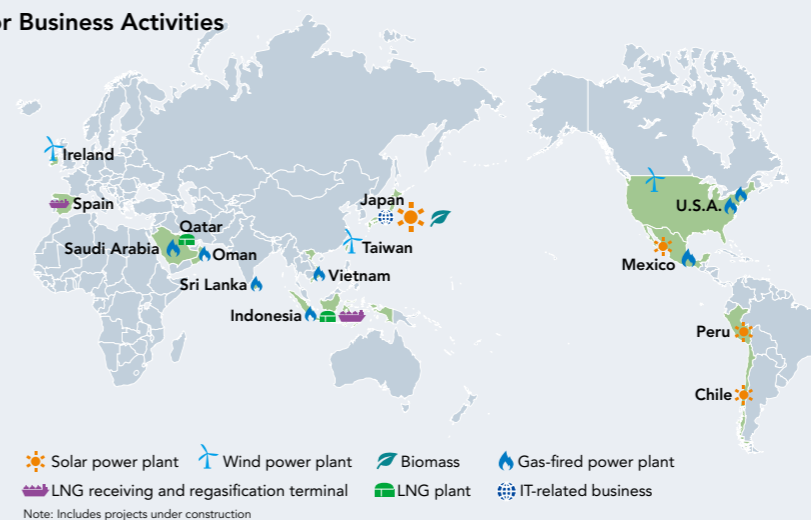 or Business Activities
Ireland
Spain
Qatar
Saudi Arabia
Oman
Sri Lanka
Indonesia
Vietnam
Japan
Taiwan
U.S.A.
Mexico
Peru
Chile
Solar power plant
Wind power plant
Biomass
Gas-fired power plant
LNG receiving and regasification terminal
LNG plant
IT-related business
Note: Includes projects under construction